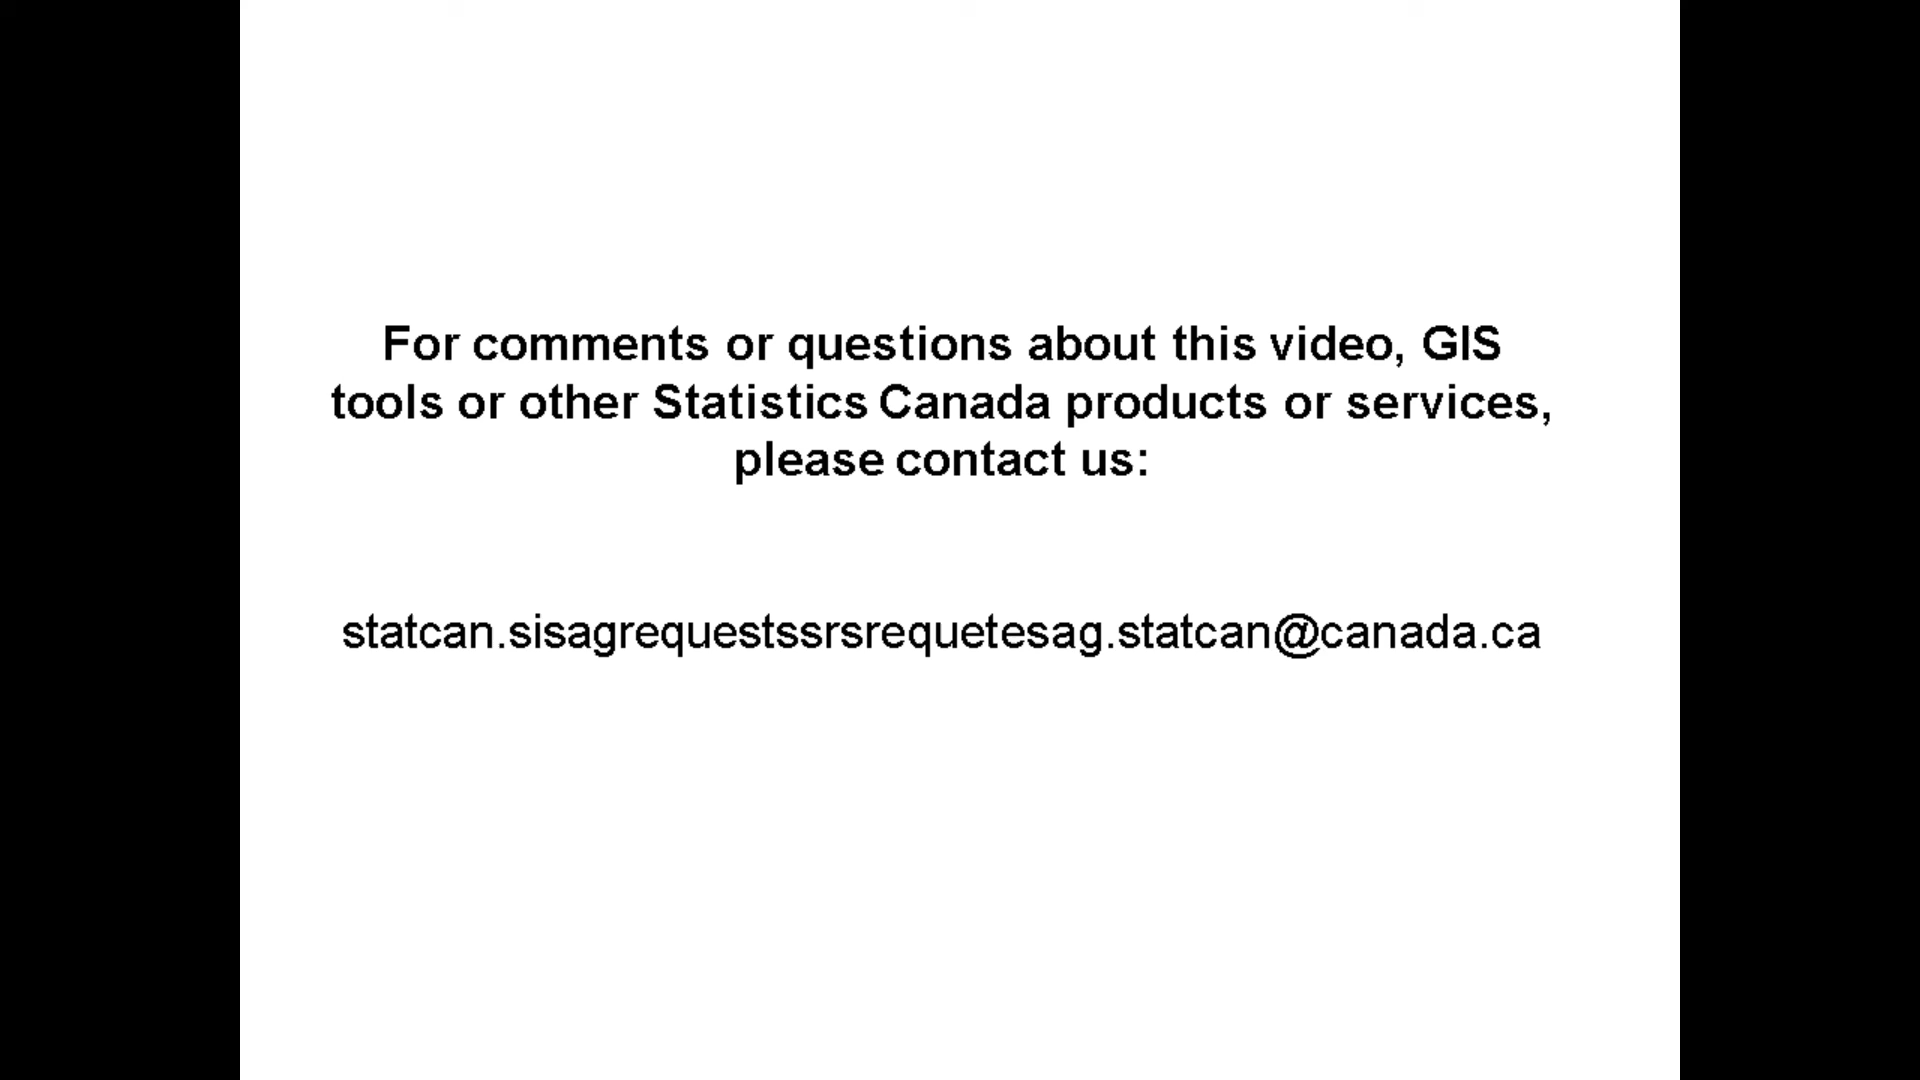 For comments or questions about this video, GIS
tools or other Statistics Canada products or services,
please contact us:
statcan.sisagrequestssrsrequetesag.statcan@canada.ca